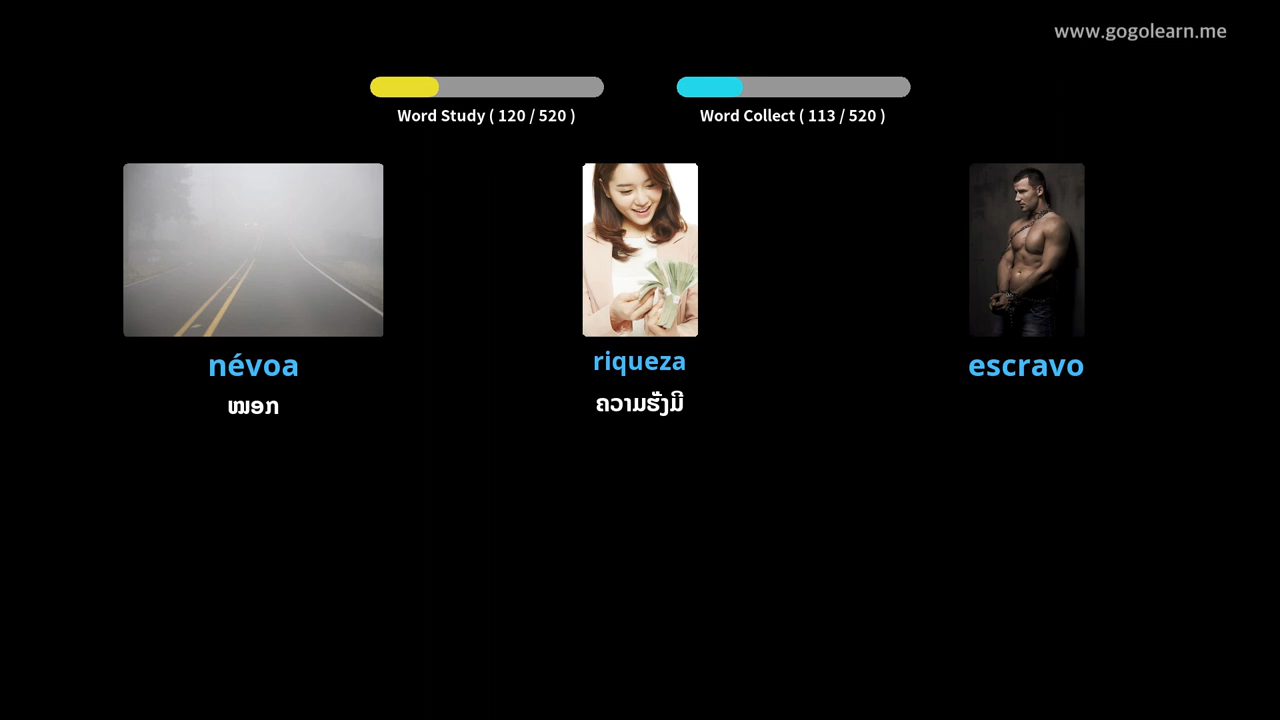 www.gogolearn.me
Word Study ( 120 / 520 )
Word Collect ( 113 / 520 )
névoa
riqueza
escravo
ໝອກ
ຄວາມຮັ່ງມີ